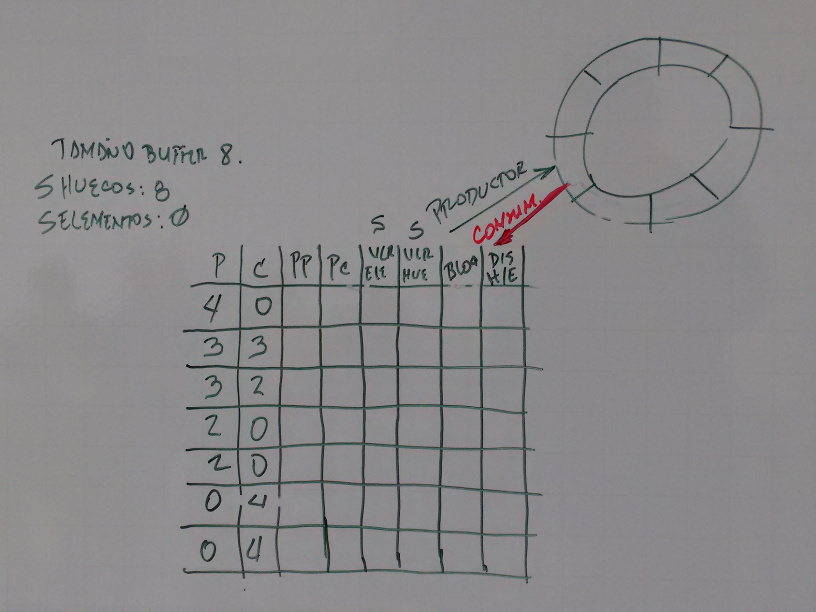 TAMAÑO BUFFER 8.
S HUECOS: 8
S ELEMENTOS: Ø
PRODUCTOR
CONSUM.
S S
P C PP PC VLR ELE VLR HUE BLOQ DIS H/E
4 0
3 3
3 2
2 0
2 0
0 4
0 4